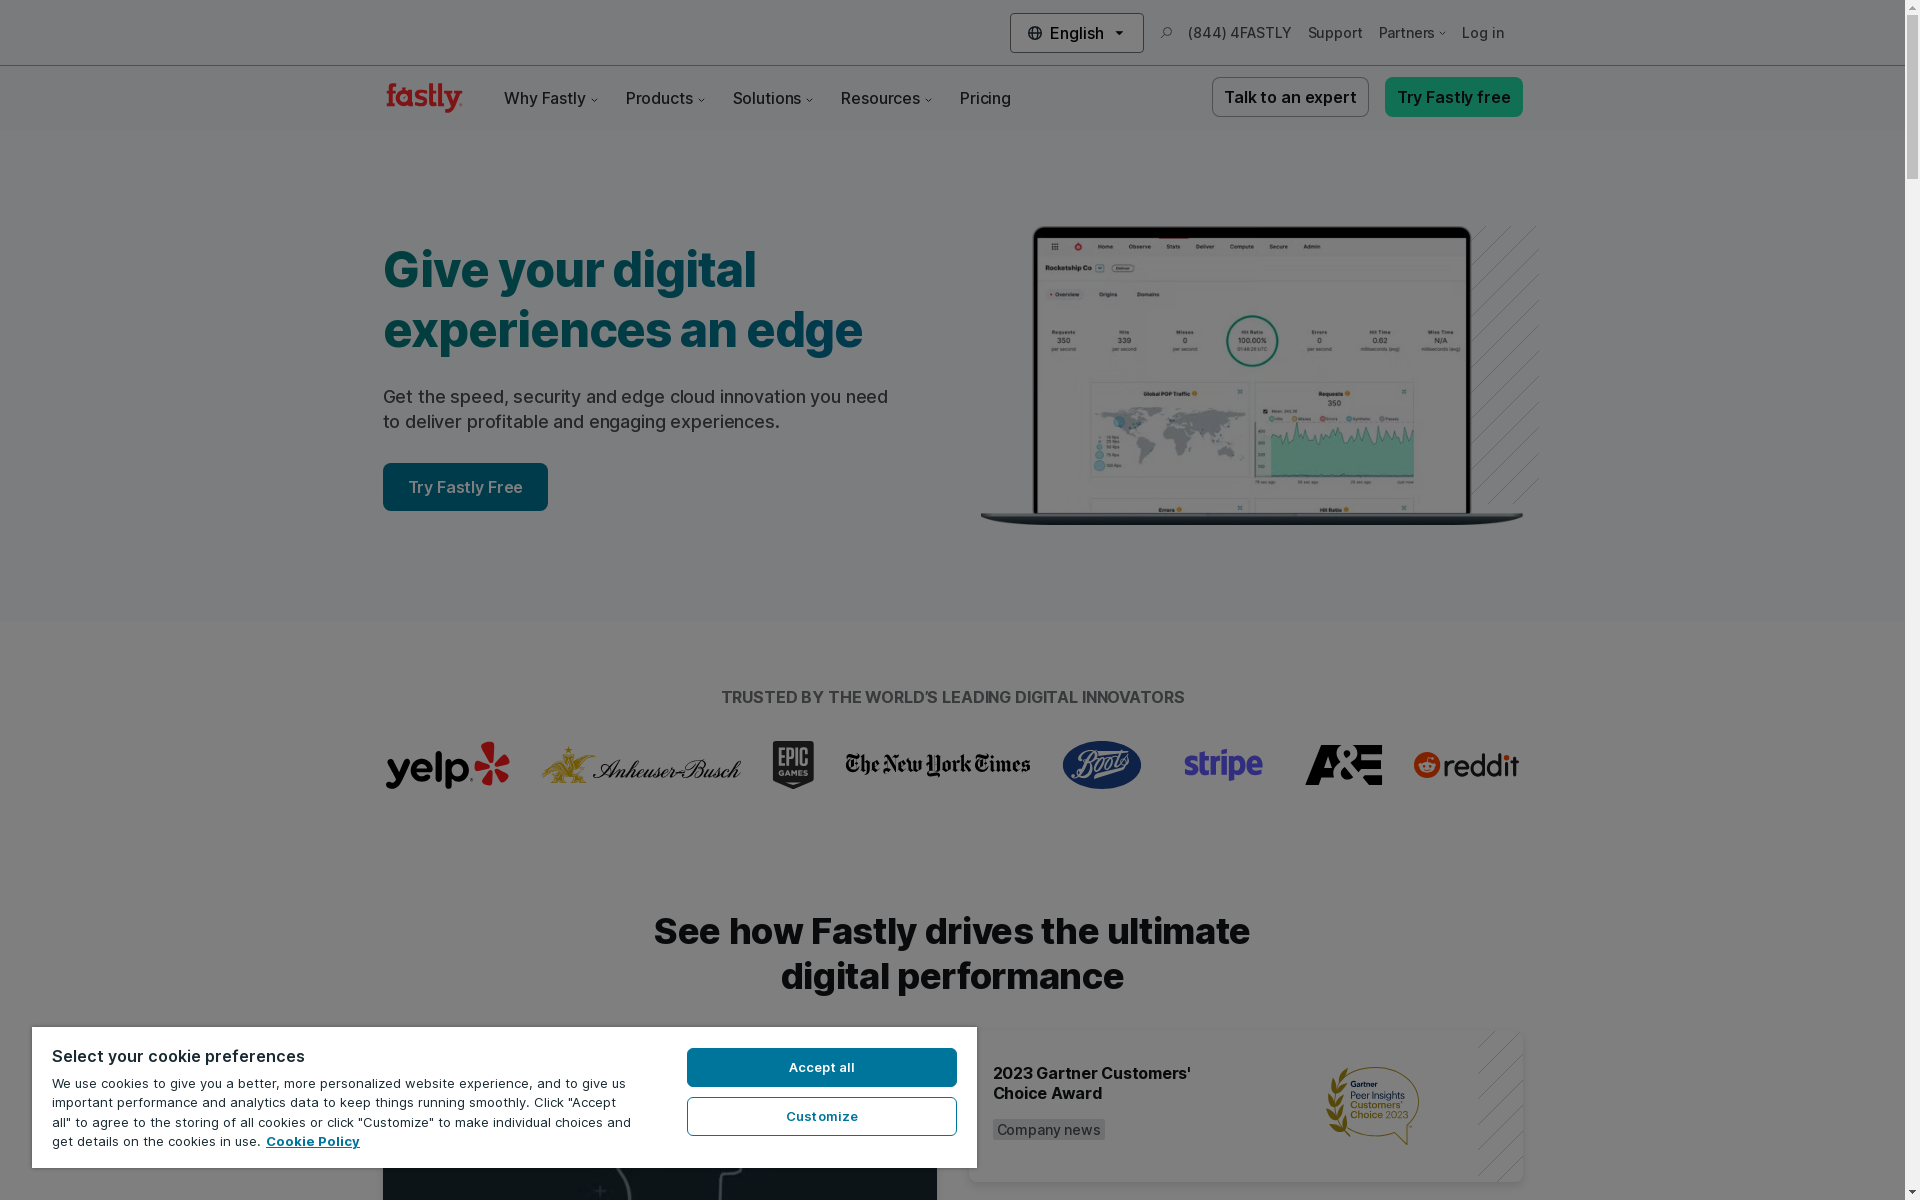 English
(844) 4FASTLY
Support
Partners
Log in
fastly
Why Fastly
Products
Solutions
Resources
Pricing
Talk to an expert
Try Fastly free
Give your digital
experiences an edge
Get the speed, security and edge cloud innovation you need
to deliver profitable and engaging experiences.
Try Fastly Free
Home Observe Stats Deliver Compute Secure Admin
Rocketship Co
Overview Origins Domains
Requests Hits Misses Hit Ratio Errors Hit Time Miss Time
350 339 0 100.00% 0 0.62 N/A
per second per second per second per second milliseconds (avg) milliseconds (avg)
Global POP Traffic
Requests
350
Errors
Hit Ratio
TRUSTED BY THE WORLD’S LEADING DIGITAL INNOVATORS
yelp
Anheuser-Busch
EPIC
GAMES
The New York Times
Boots
stripe
A&E
reddit
See how Fastly drives the ultimate
digital performance
Select your cookie preferences
We use cookies to give you a better, more personalized website experience, and to give us
important performance and analytics data to keep things running smoothly. Click "Accept
all" to agree to the storing of all cookies or click "Customize" to make individual choices and
get details on the cookies in use. Cookie Policy
Accept all
Customize
2023 Gartner Customers'
Choice Award
Company news
Gartner
Peer Insights
Customers'
Choice 2023